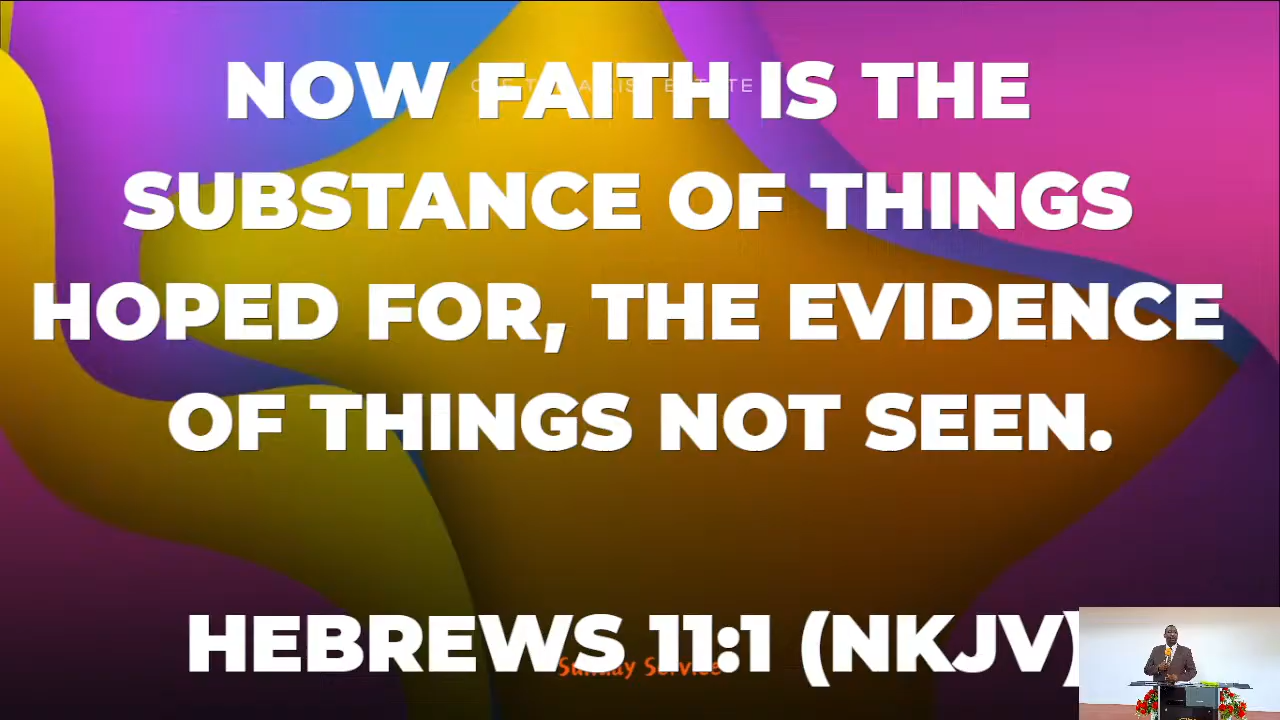 NOW FAITH IS THE
SUBSTANCE OF THINGS
HOPED FOR, THE EVIDENCE
OF THINGS NOT SEEN.
HEBREWS 11:1 (NKJV)
Sunday Service